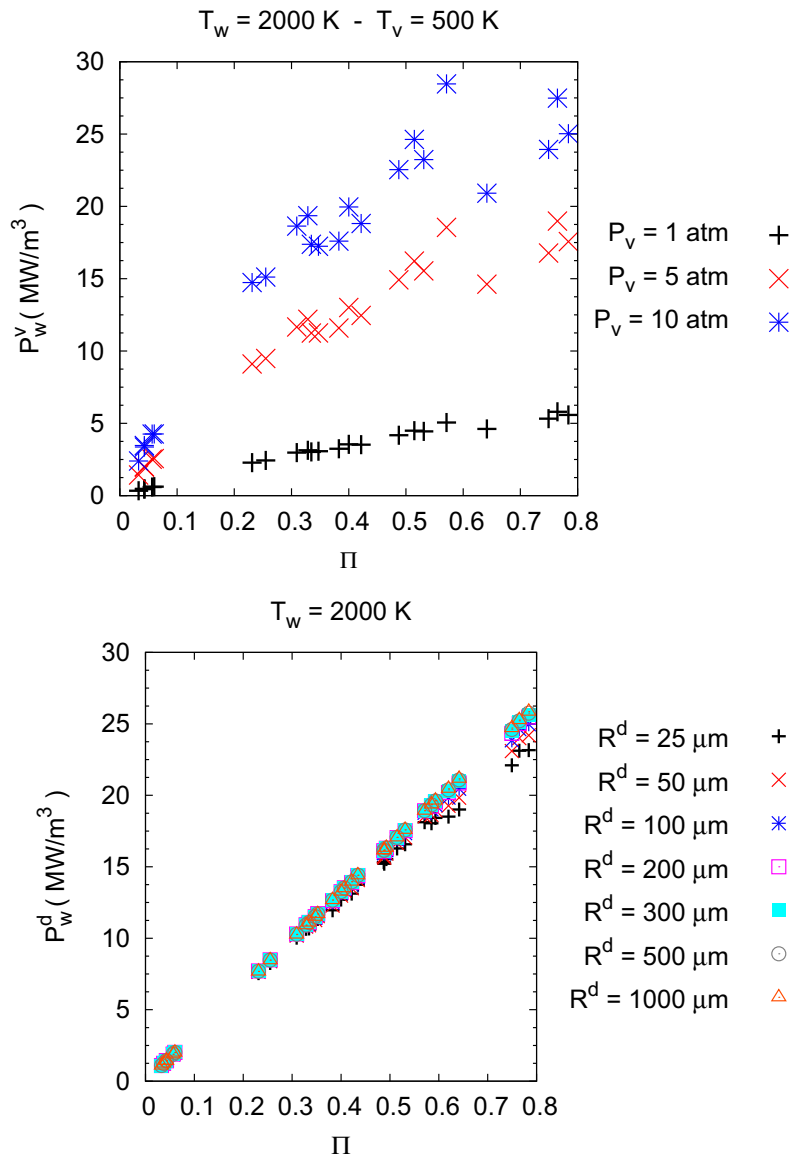 T_w = 2000 K - T_v = 500 K
30
25
20
15
10
5
0
P_w^v ( MW/m^3 )
0 0.1 0.2 0.3 0.4 0.5 0.6 0.7 0.8
Π
P_v = 1 atm
P_v = 5 atm
P_v = 10 atm
T_w = 2000 K
30
25
20
15
10
5
0
P_w^d ( MW/m^3 )
0 0.1 0.2 0.3 0.4 0.5 0.6 0.7 0.8
Π
R^d = 25 μm
R^d = 50 μm
R^d = 100 μm
R^d = 200 μm
R^d = 300 μm
R^d = 500 μm
R^d = 1000 μm